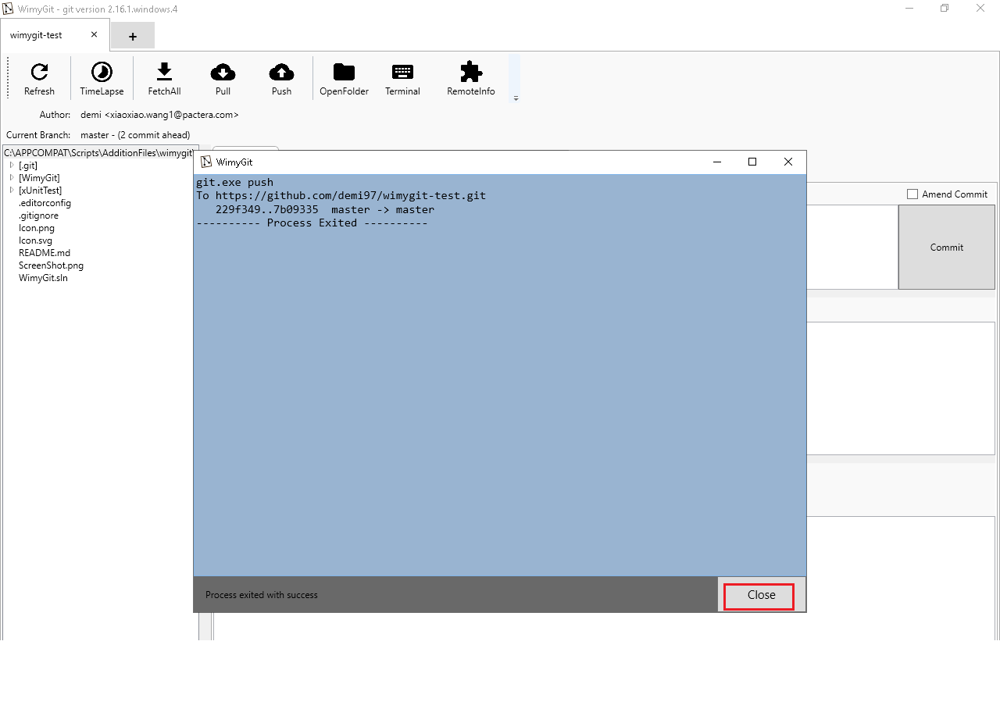 WimyGit - git version 2.16.1.windows.4
wimygit-test
+
Refresh
TimeLapse
FetchAll
Pull
Push
OpenFolder
Terminal
RemoteInfo
Author: demi <xiaoxiao.wang1@pactera.com>
Current Branch: master - (2 commit ahead)
C:\APPCOMPAT\Scripts\AdditionFiles\wimygit
[.git]
[WimyGit]
[xUnitTest]
.editorconfig
.gitignore
Icon.png
Icon.svg
README.md
ScreenShot.png
WimyGit.sln
WimyGit
git.exe push
To https://github.com/demi97/wimygit-test.git
229f349..7b09335 master -> master
---------- Process Exited ----------
Process exited with success
Close
Amend Commit
Commit